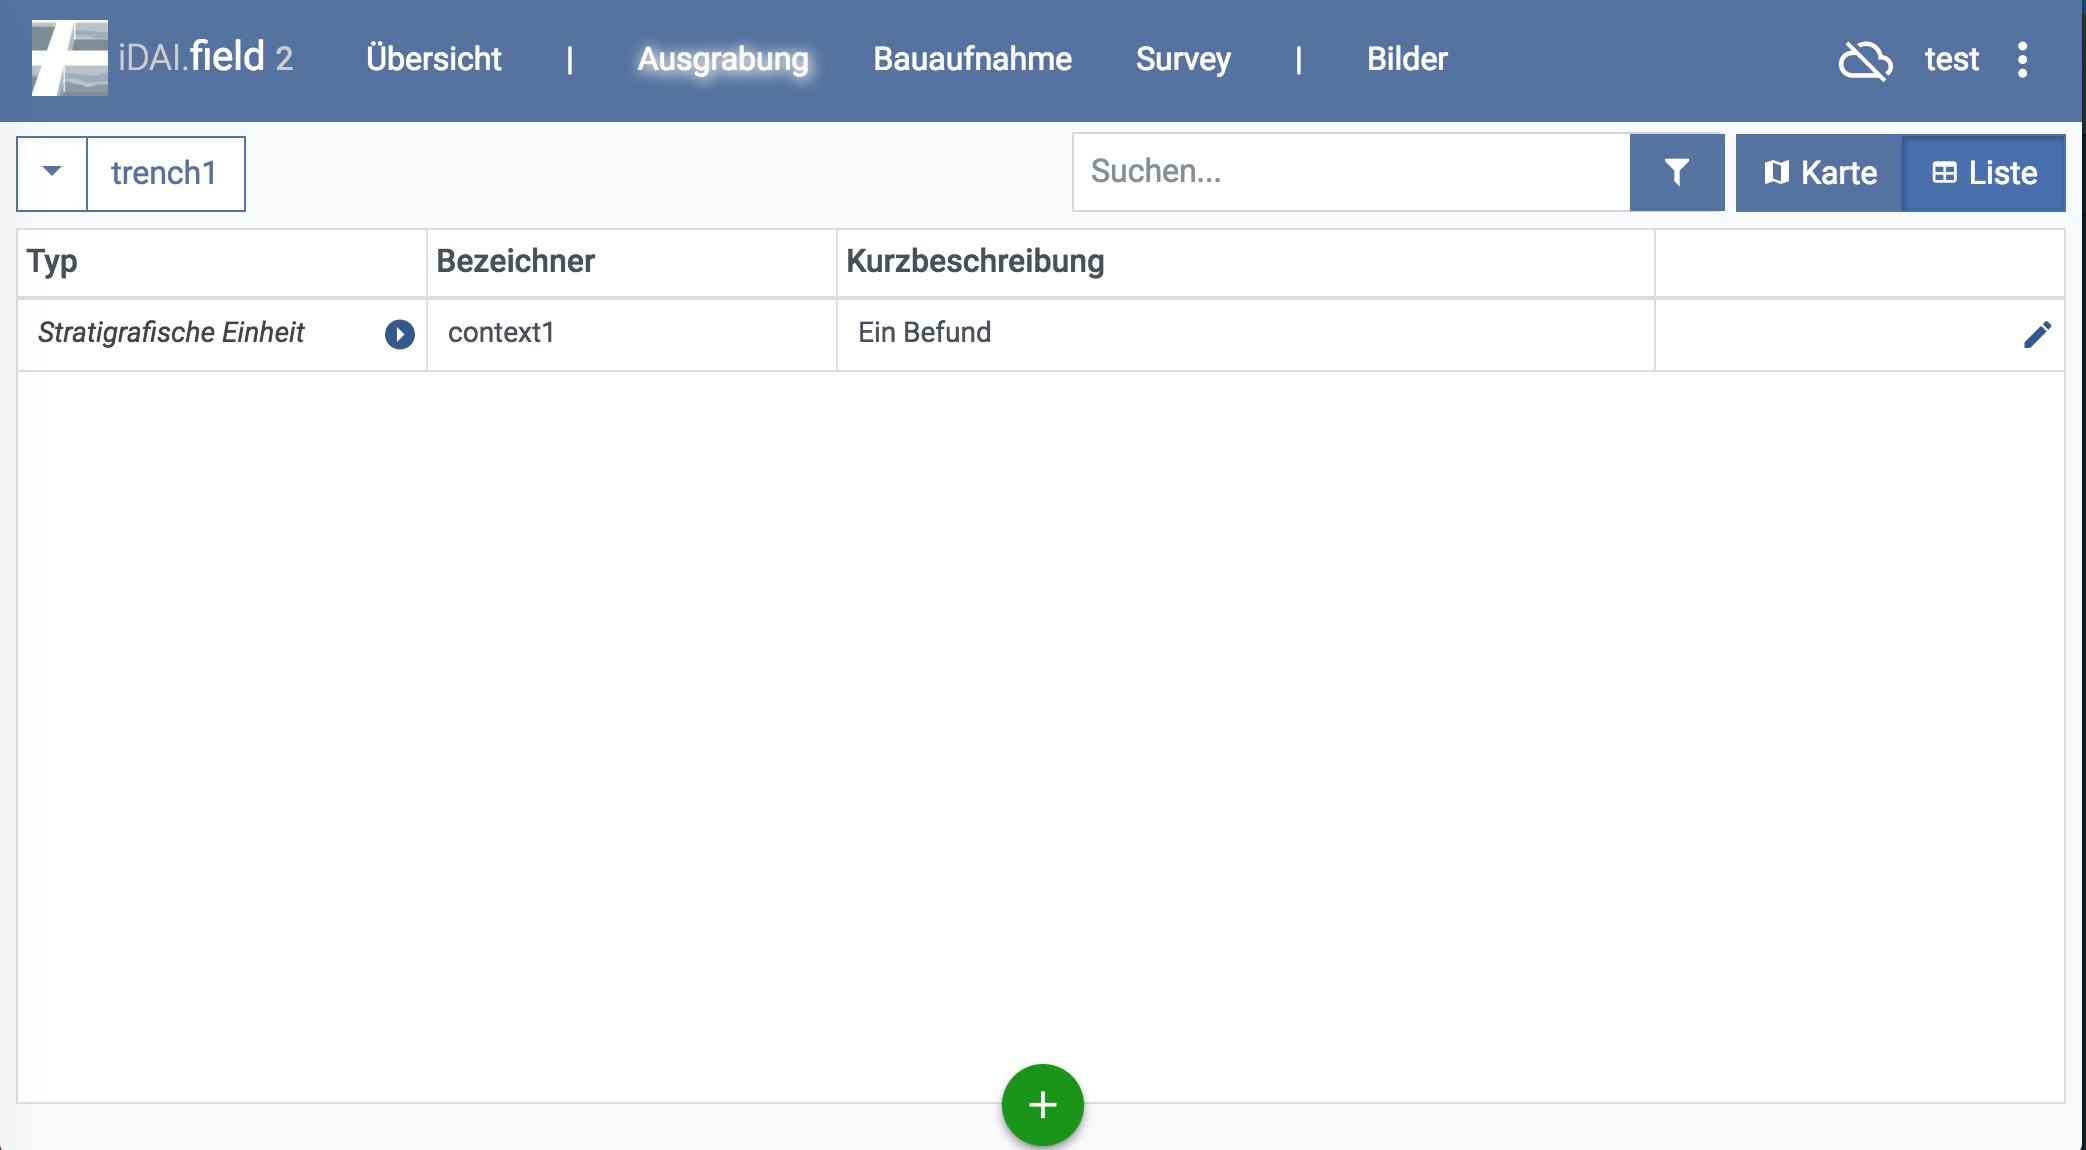 iDAI.field 2 Übersicht | Ausgrabung Bauaufnahme Survey | Bilder test
trench1 Suchen... Karte Liste
Typ Bezeichner Kurzbeschreibung
Stratigrafische Einheit context1 Ein Befund